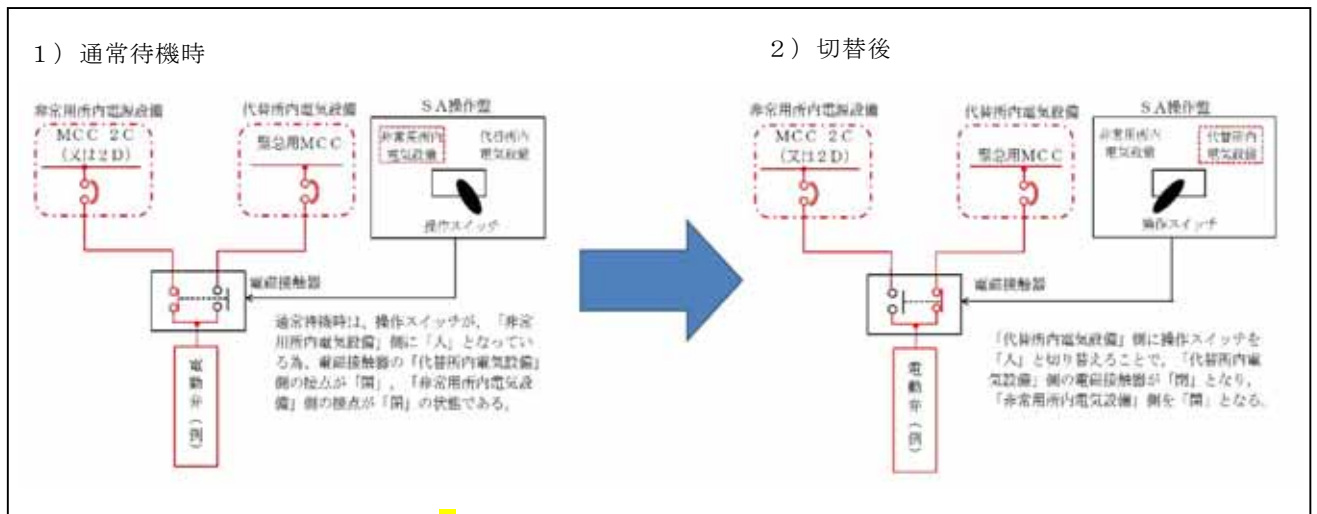 １）通常待機時
非常用所内電源設備
MCC 2C
(又は2D)
代替所内電気設備
緊急用MCC
SA操作盤
非常用所内
電気設備
代替所内
電気設備
操作スイッチ
電磁接触器
電動弁（例）
通常待機時は、操作スイッチが、「非常
用所内電気設備」側に「入」となってい
る為、電磁接触器の「代替所内電気設備」
側の接点が「開」、「非常用所内電気設
備」側の接点が「閉」の状態である。
２）切替後
非常用所内電源設備
MCC 2C
(又は2D)
代替所内電気設備
緊急用MCC
SA操作盤
非常用所内
電気設備
代替所内
電気設備
操作スイッチ
電磁接触器
電動弁（例）
「代替所内電気設備」側に操作スイッチを
「入」と切り替えることで、「代替所内電
気設備」側の電磁接触器が「閉」となり、
「非常用所内電気設備」側を「開」となる。